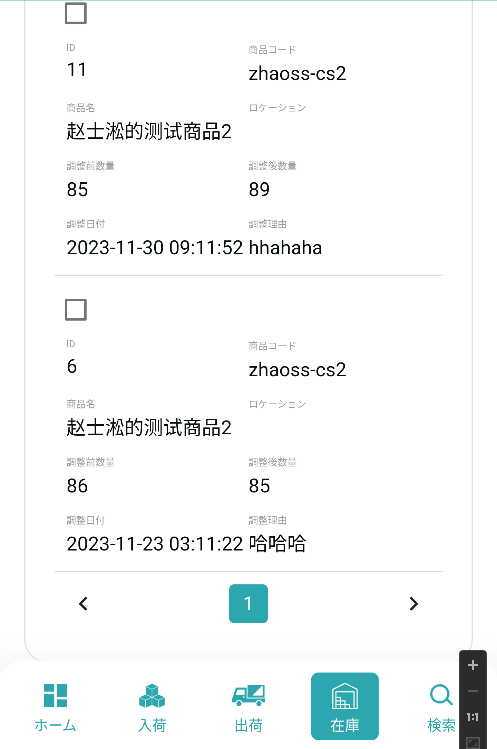 ID 商品コード
11 zhaoss-cs2
商品名 ロケーション
赵士淞的测试商品2
調整前数量 調整後数量
85 89
調整日付 調整理由
2023-11-30 09:11:52 hhahaha
ID 商品コード
6 zhaoss-cs2
商品名 ロケーション
赵士淞的测试商品2
調整前数量 調整後数量
86 85
調整日付 調整理由
2023-11-23 03:11:22 哈哈哈
1
1:1
ホーム 入荷 出荷 在庫 検索